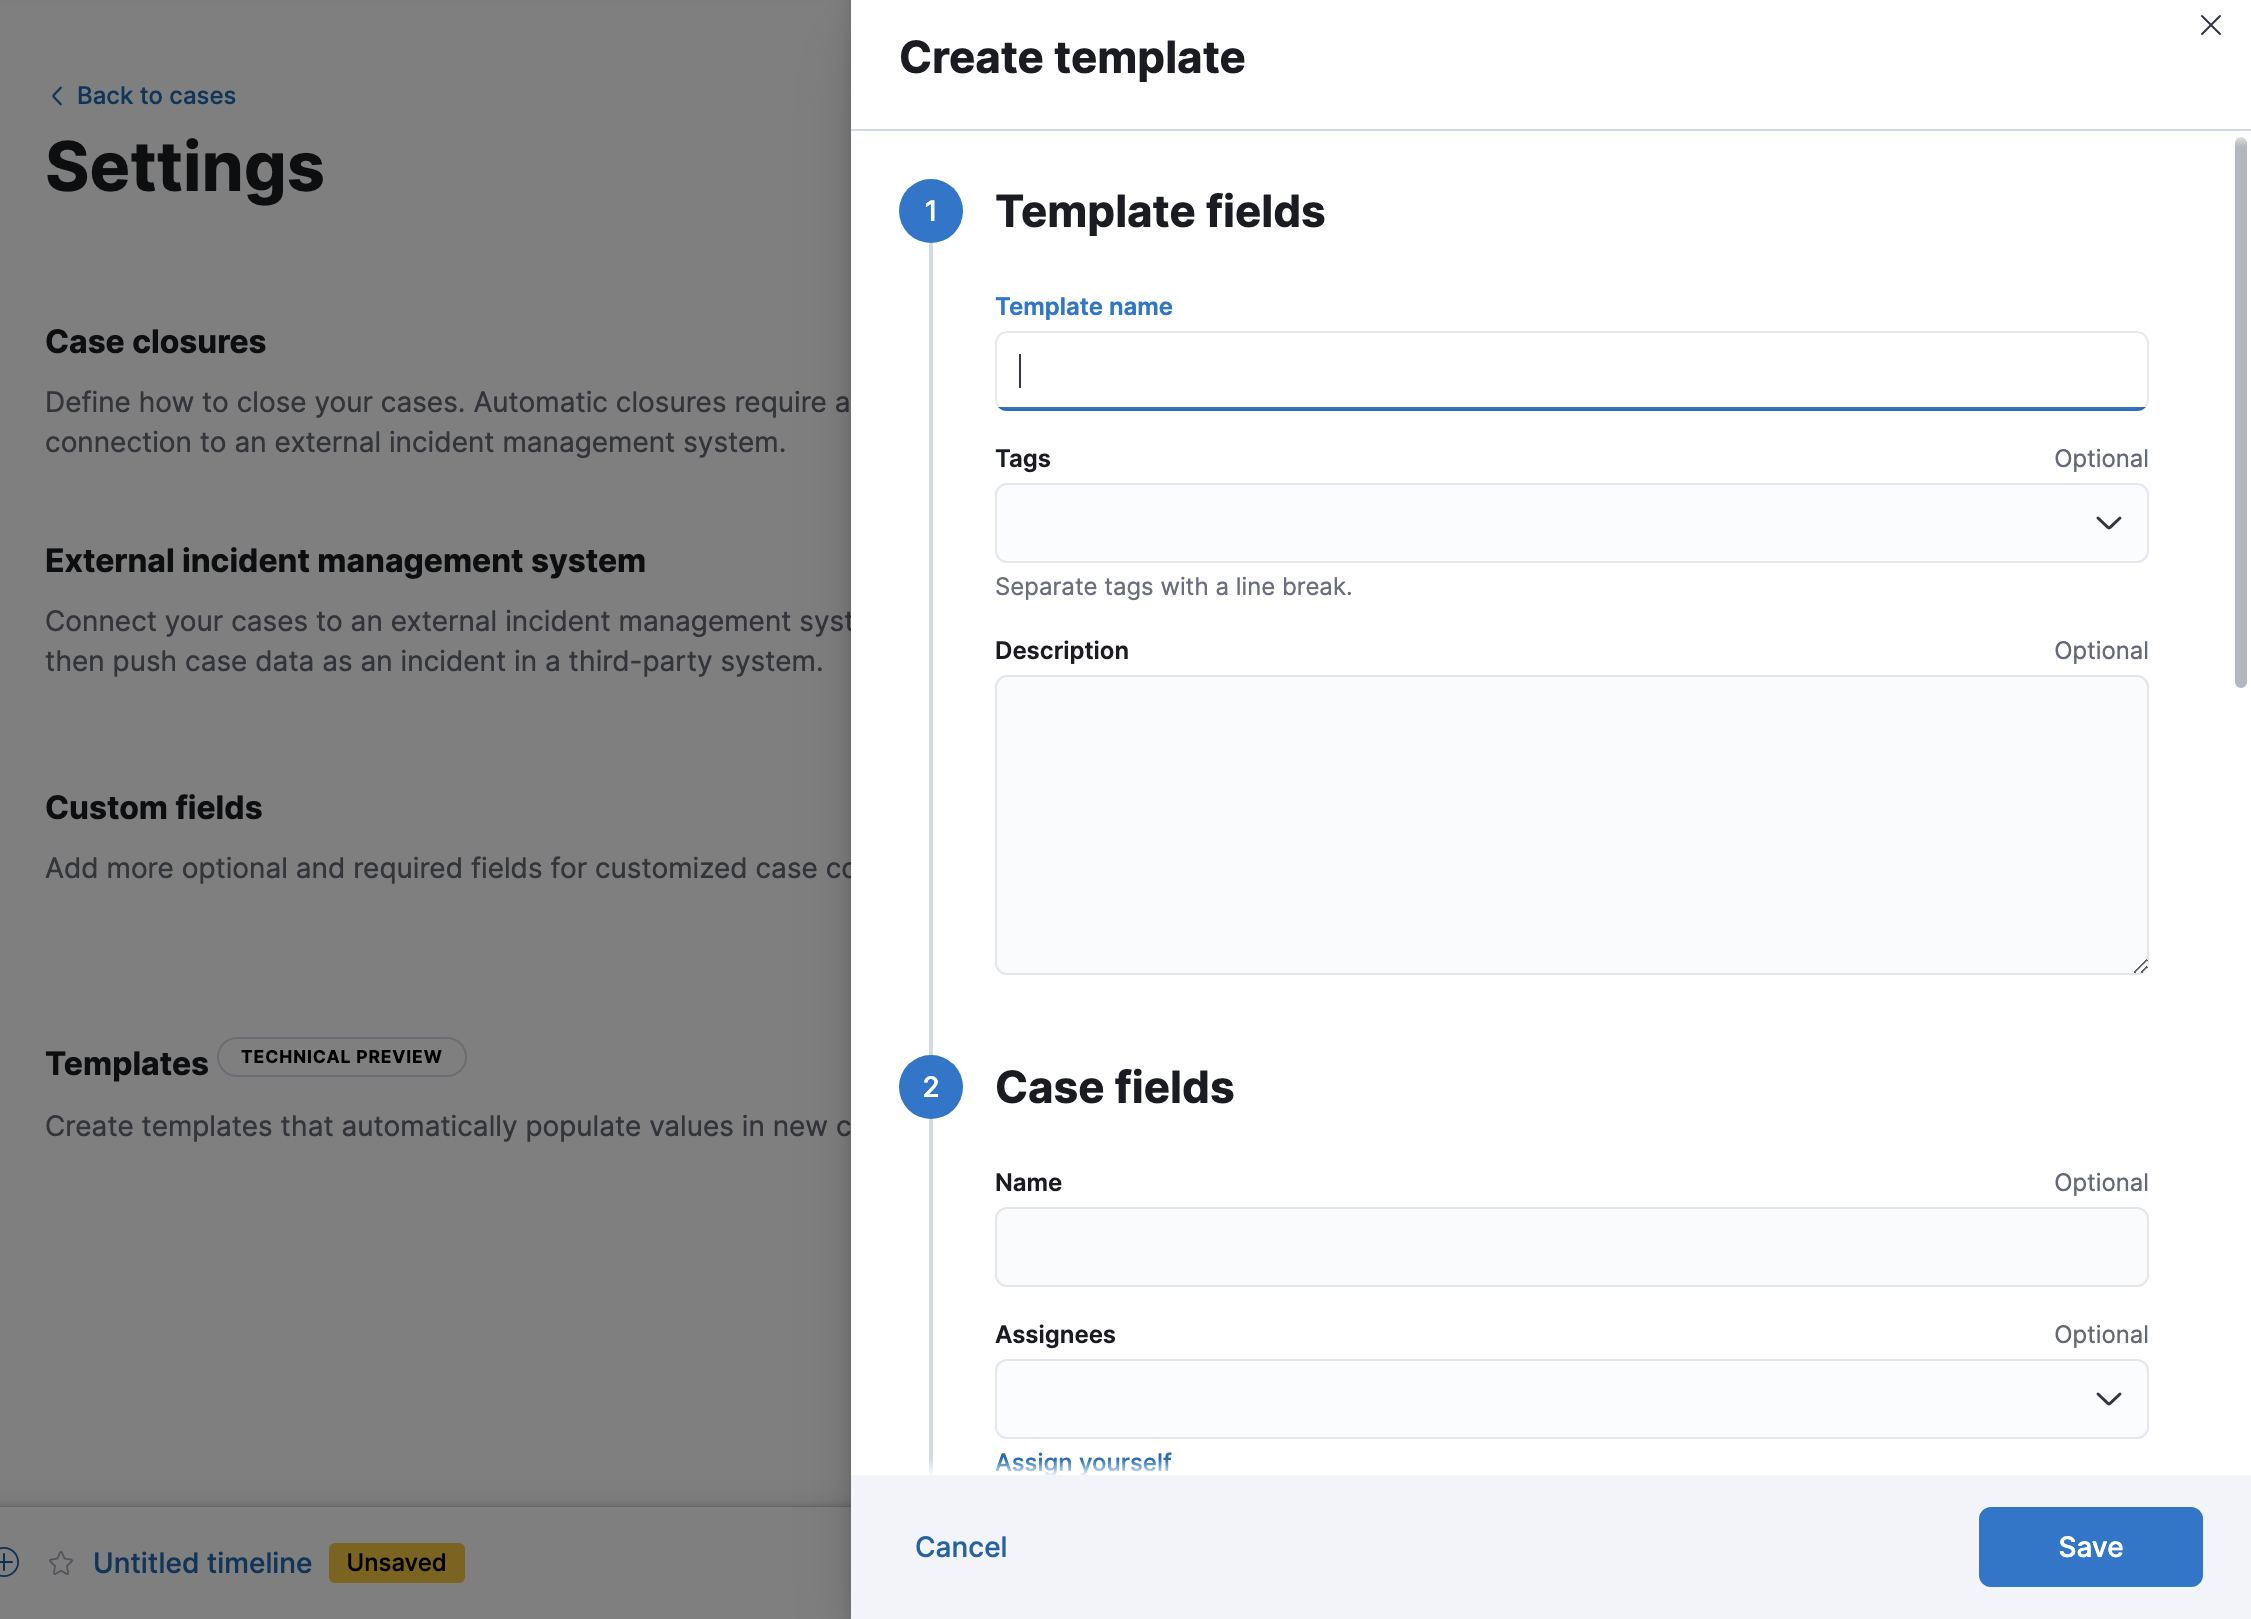 Back to cases
Settings
Case closures
Define how to close your cases. Automatic closures require a
connection to an external incident management system.
External incident management system
Connect your cases to an external incident management syst
then push case data as an incident in a third-party system.
Custom fields
Add more optional and required fields for customized case co
Templates TECHNICAL PREVIEW
Create templates that automatically populate values in new c
Untitled timeline Unsaved
Create template
1 Template fields
Template name
Tags Optional
Separate tags with a line break.
Description Optional
2 Case fields
Name Optional
Assignees Optional
Assign yourself
Cancel Save